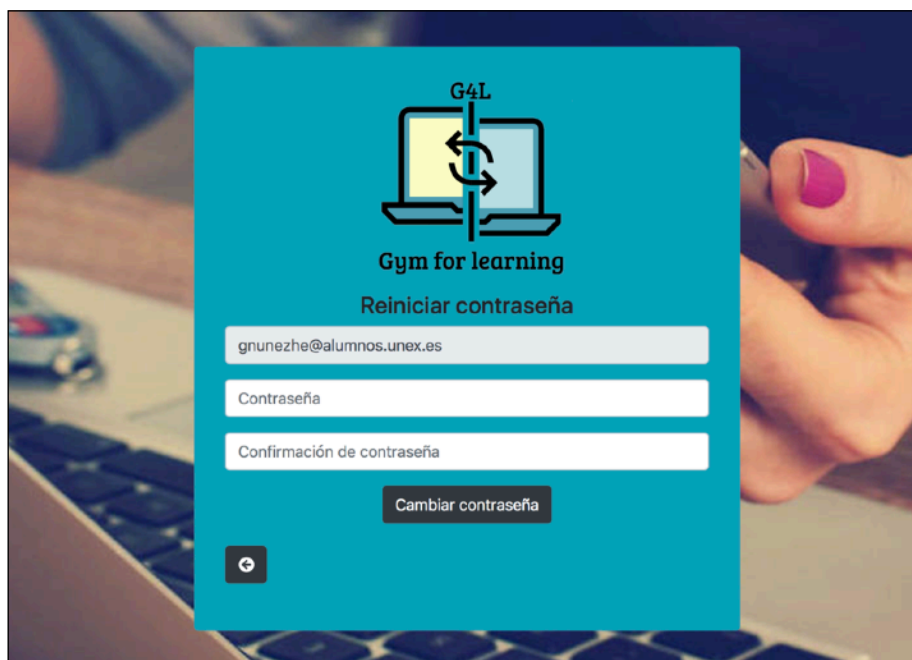 G4L
Gym for learning
Reiniciar contraseña
gnunezhe@alumnos.unex.es
Contraseña
Confirmación de contraseña
Cambiar contraseña